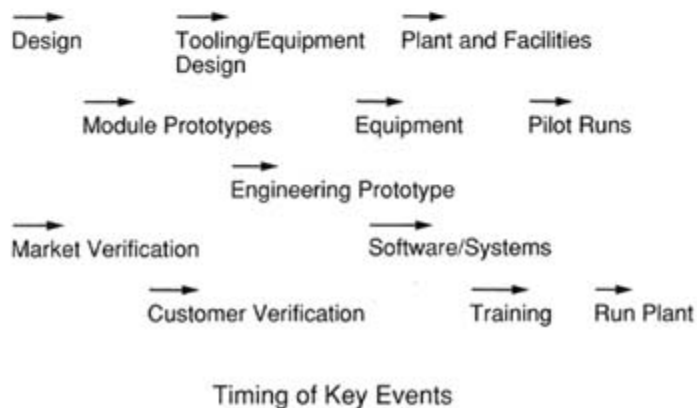 Design Tooling/Equipment Plant and Facilities
Design
Module Prototypes Equipment Pilot Runs
Engineering Prototype
Market Verification Software/Systems
Customer Verification Training Run Plant
Timing of Key Events